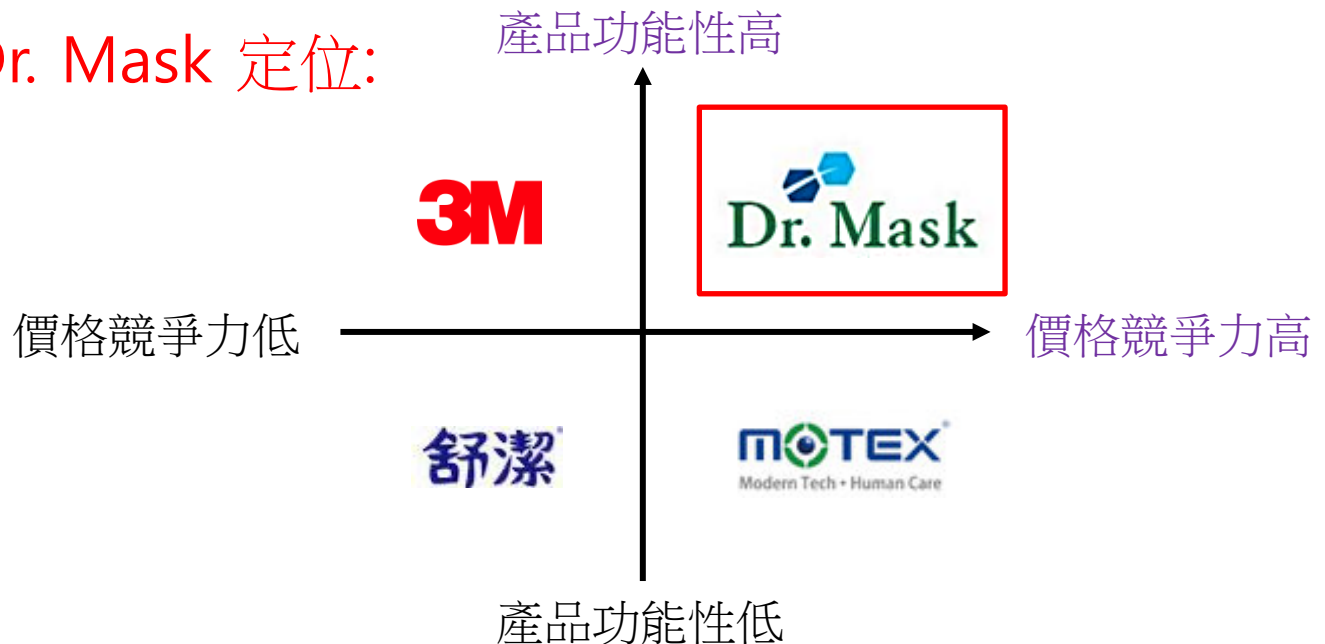 Dr. Mask 定位:
產品功能性高
3M
Dr. Mask
價格競爭力低
價格競爭力高
舒潔
MOTEX
Modern Tech • Human Care
產品功能性低